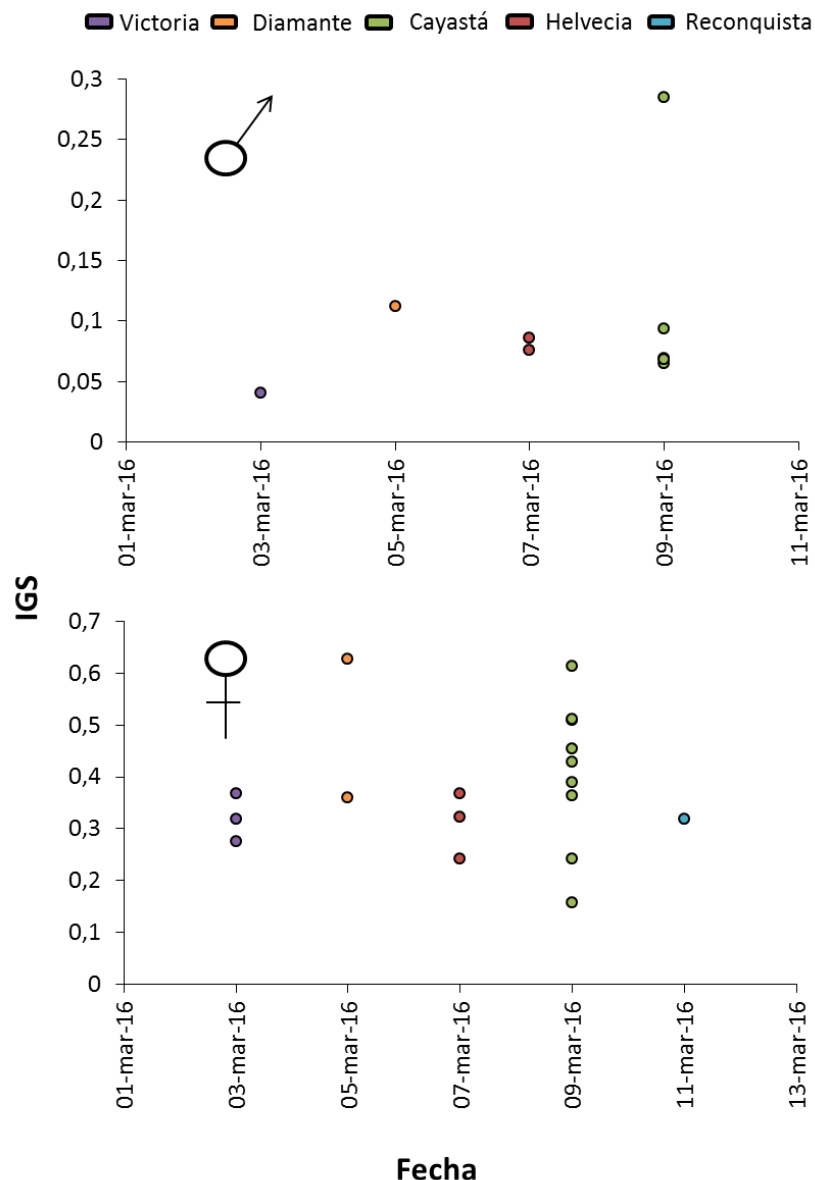 Victoria Diamante Cayastá Helvecia Reconquista
0,3
0,25
0,2
0,15
0,1
0,05
0
01-mar-16
03-mar-16
05-mar-16
07-mar-16
09-mar-16
11-mar-16
IGS
0,7
0,6
0,5
0,4
0,3
0,2
0,1
0
01-mar-16
03-mar-16
05-mar-16
07-mar-16
09-mar-16
11-mar-16
13-mar-16
Fecha